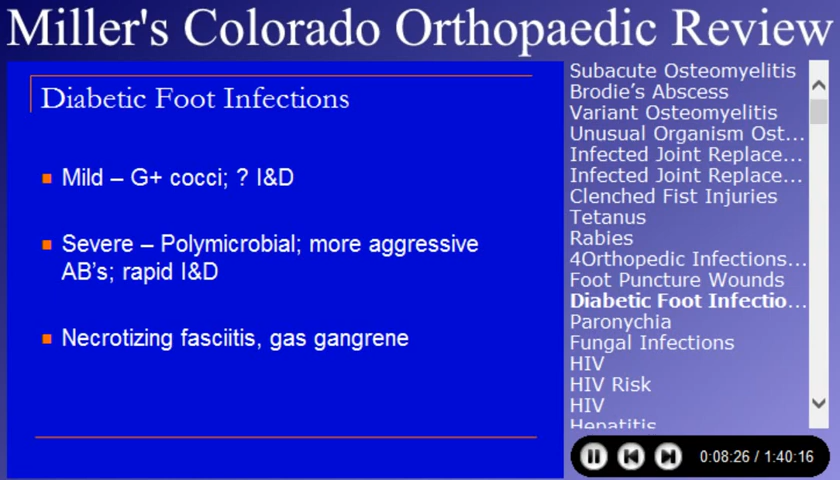 Miller's Colorado Orthopaedic Review
Diabetic Foot Infections
Mild – G+ cocci; ? I&D
Severe – Polymicrobial; more aggressive
AB's; rapid I&D
Necrotizing fasciitis, gas gangrene
Subacute Osteomyelitis
Brodie's Abscess
Variant Osteomyelitis
Unusual Organism Ost...
Infected Joint Replace...
Infected Joint Replace...
Clenched Fist Injuries
Tetanus
Rabies
4Orthopedic Infections...
Foot Puncture Wounds
Diabetic Foot Infectio...
Paronychia
Fungal Infections
HIV
HIV Risk
HIV
Hepatitis
0:08:26 / 1:40:16